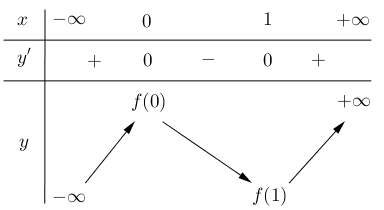 x −∞ 0 1 +∞
y′ + 0 − 0 +
f(0) +∞
y
−∞ f(1)